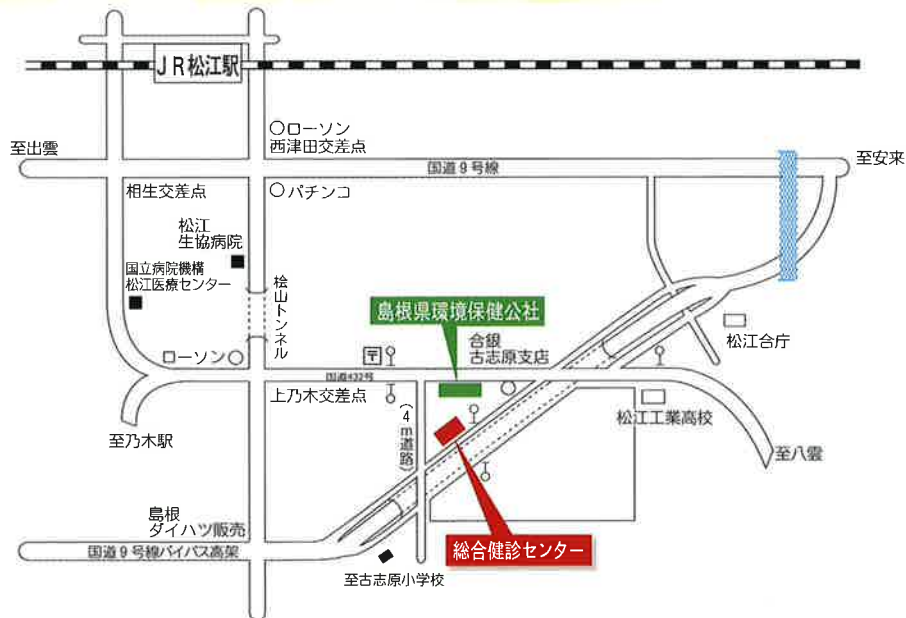 JR松江駅
○ローソン
西津田交差点
至出雲
国道9号線
至安来
相生交差点
○パチンコ
松江
生協病院
国立病院機構
松江医療センター
桧山トンネル
島根県環境保健公社
合銀
古志原支店
松江合庁
ローソン○
〒
国道432号
上乃木交差点
(4m道路)
松江工業高校
至乃木駅
至八雲
島根
ダイハツ販売
国道9号線バイパス高架
総合健診センター
至古志原小学校